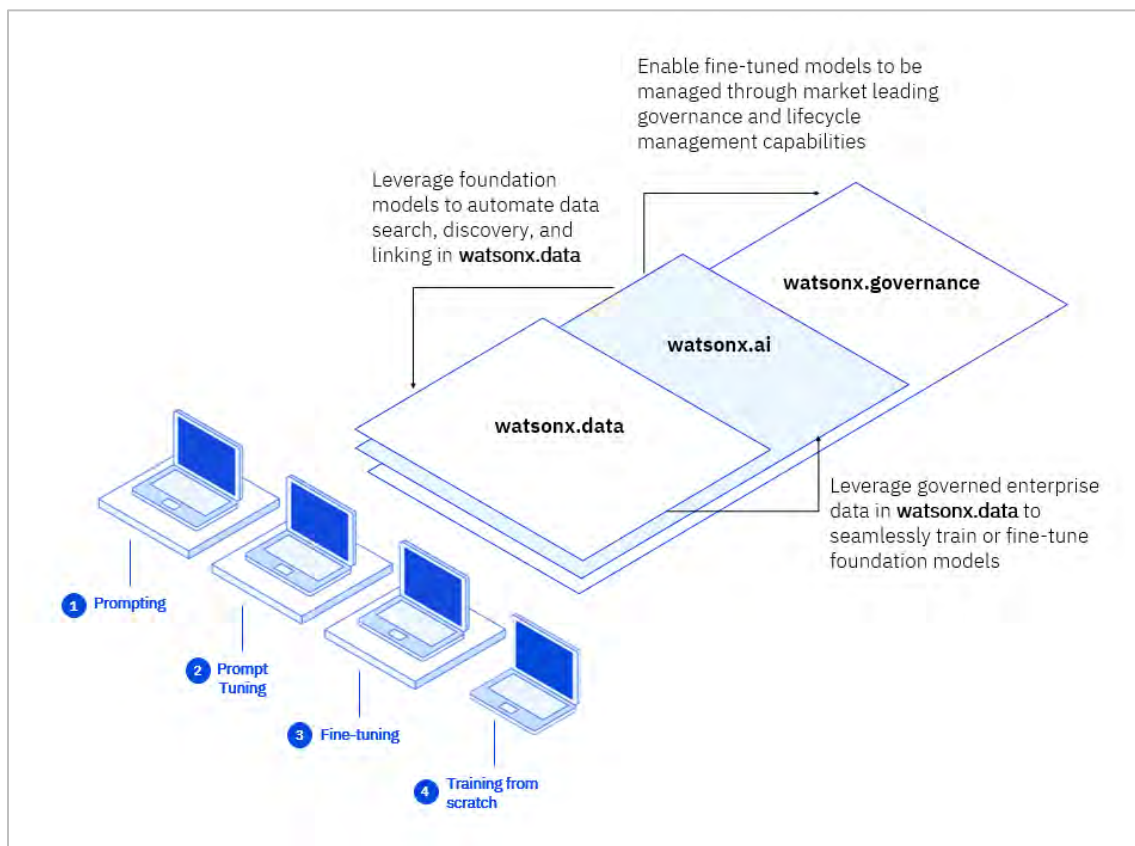 Enable fine-tuned models to be
managed through market leading
governance and lifecycle
management capabilities
Leverage foundation
models to automate data
search, discovery, and
linking in watsonx.data
watsonx.governance
watsonx.ai
watsonx.data
Leverage governed enterprise
data in watsonx.data to
seamlessly train or fine-tune
foundation models
1 Prompting
2 Prompt
Tuning
3 Fine-tuning
4 Training from
scratch